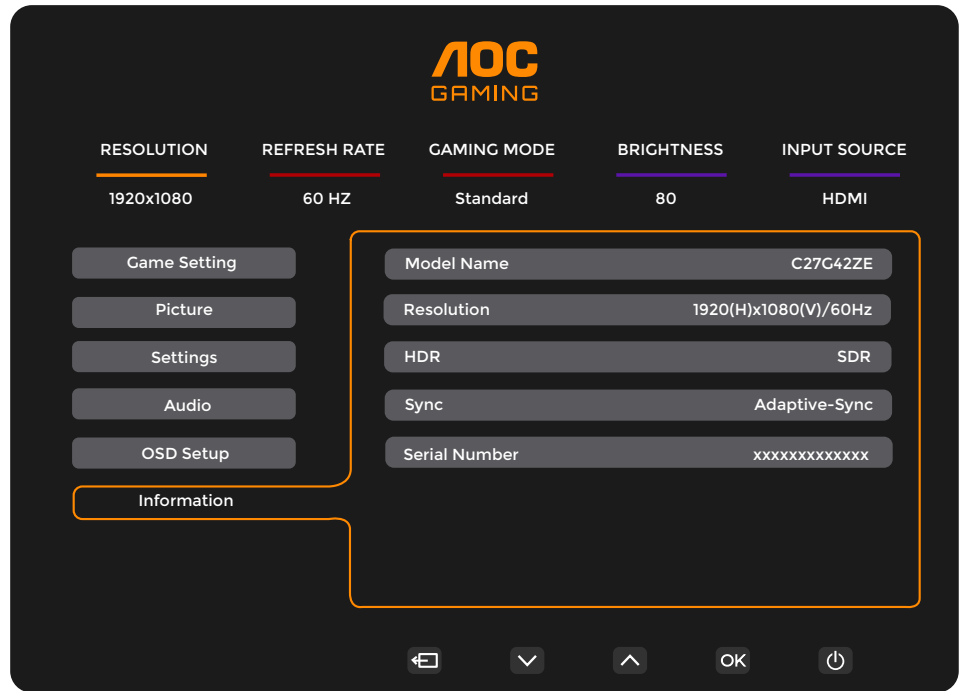 AOC
GAMING
RESOLUTION REFRESH RATE GAMING MODE BRIGHTNESS INPUT SOURCE
1920x1080 60 HZ Standard 80 HDMI
Game Setting Model Name C27G42ZE
Picture Resolution 1920(H)x1080(V)/60Hz
Settings HDR SDR
Audio Sync Adaptive-Sync
OSD Setup Serial Number xxxxxxxxxxxxx
Information
OK